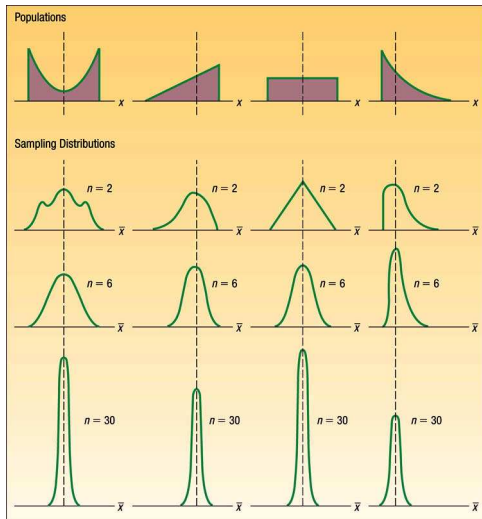 Populations
x x x x
Sampling Distributions
n = 2 n = 2 n = 2 n = 2
x̅ x̅ x̅ x̅
n = 6 n = 6 n = 6 n = 6
x̅ x̅ x̅ x̅
n = 30 n = 30 n = 30 n = 30
x̅ x̅ x̅ x̅